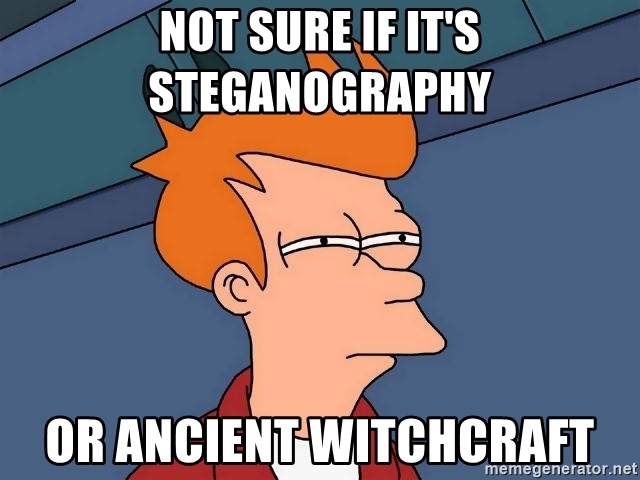 NOT SURE IF IT'S
STEGANOGRAPHY
OR ANCIENT WITCHCRAFT
memegenerator.net